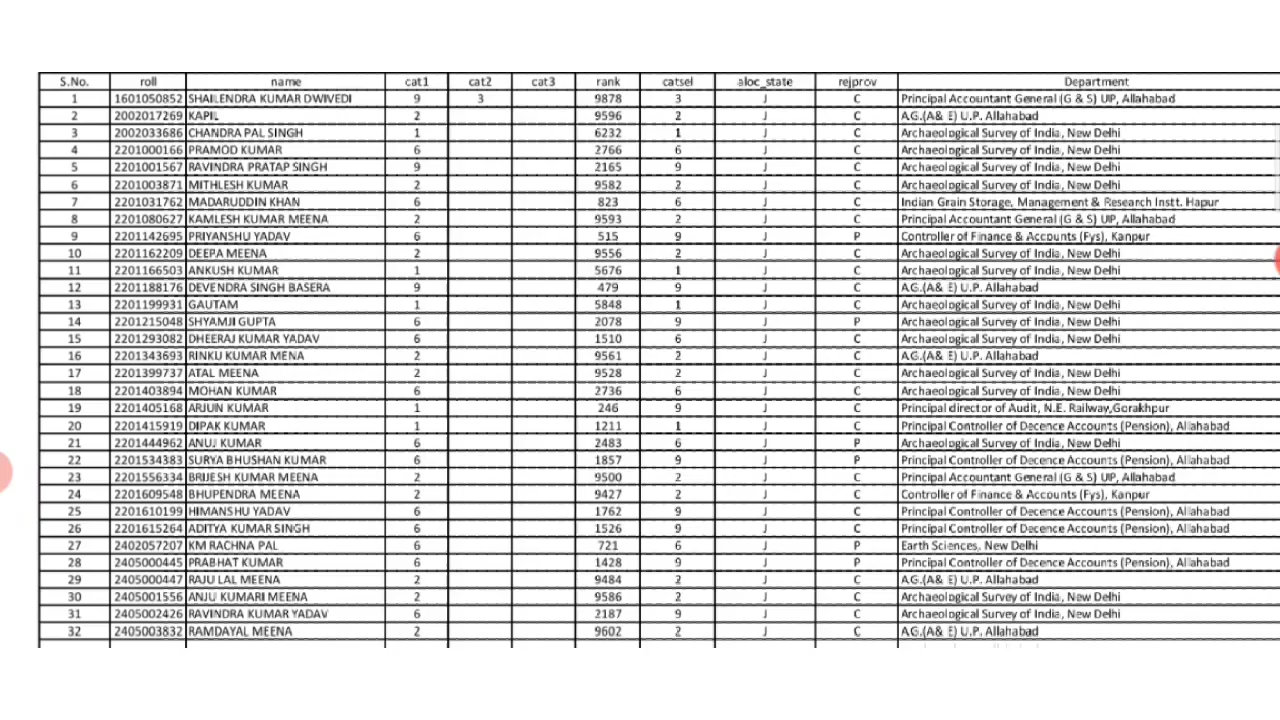 S.No. roll name cat1 cat2 cat3 rank catsel aloc_state rejprov Department
1 1601050852 SHAILENDRA KUMAR DWIVEDI 9 3 9878 3 J C Principal Accountant General (G & S) UP, Allahabad
2 2002017269 KAPIL 2 9596 2 J C A.G.(A& E) U.P. Allahabad
3 2002033686 CHANDRA PAL SINGH 1 6232 1 J C Archaeological Survey of India, New Delhi
4 2201000166 PRAMOD KUMAR 6 2766 6 J C Archaeological Survey of India, New Delhi
5 2201001567 RAVINDRA PRATAP SINGH 9 2165 9 J C Archaeological Survey of India, New Delhi
6 2201003871 MITHLESH KUMAR 2 9582 2 J C Archaeological Survey of India, New Delhi
7 2201031762 MADARUDDIN KHAN 6 823 6 J C Indian Grain Storage, Management & Research Instt. Hapur
8 2201080627 KAMLESH KUMAR MEENA 2 9593 2 J C Principal Accountant General (G & S) UP, Allahabad
9 2201142695 PRIYANSHU YADAV 6 515 9 J P Controller of Finance & Accounts (Fys), Kanpur
10 2201162209 DEEPA MEENA 2 9556 2 J C Archaeological Survey of India, New Delhi
11 2201166503 ANKUSH KUMAR 1 5676 1 J C Archaeological Survey of India, New Delhi
12 2201188176 DEVENDRA SINGH BASERA 9 479 9 J C A.G.(A& E) U.P. Allahabad
13 2201199931 GAUTAM 1 5848 1 J C Archaeological Survey of India, New Delhi
14 2201215048 SHYAMJI GUPTA 6 2078 9 J P Archaeological Survey of India, New Delhi
15 2201293082 DHEERAJ KUMAR YADAV 6 1510 6 J C Archaeological Survey of India, New Delhi
16 2201343693 RINKU KUMAR MENA 2 9561 2 J C A.G.(A& E) U.P. Allahabad
17 2201399737 ATAL MEENA 2 9528 2 J C Archaeological Survey of India, New Delhi
18 2201403894 MOHAN KUMAR 6 2736 6 J C Archaeological Survey of India, New Delhi
19 2201405168 ARJUN KUMAR 1 246 9 J C Principal director of Audit, N.E. Railway,Gorakhpur
20 2201415919 DIPAK KUMAR 1 1211 1 J C Principal Controller of Decence Accounts (Pension), Allahabad
21 2201444962 ANUJ KUMAR 6 2483 6 J P Archaeological Survey of India, New Delhi
22 2201534383 SURYA BHUSHAN KUMAR 6 1857 9 J P Principal Controller of Decence Accounts (Pension), Allahabad
23 2201556334 BRIJESH KUMAR MEENA 2 9500 2 J C Principal Accountant General (G & S) UP, Allahabad
24 2201609548 BHUPENDRA MEENA 2 9427 2 J C Controller of Finance & Accounts (Fys), Kanpur
25 2201610199 HIMANSHU YADAV 6 1762 9 J C Principal Controller of Decence Accounts (Pension), Allahabad
26 2201615264 ADITYA KUMAR SINGH 6 1526 9 J C Principal Controller of Decence Accounts (Pension), Allahabad
27 2402057207 KM RACHNA PAL 6 721 6 J P Earth Sciences, New Delhi
28 2405000445 PRABHAT KUMAR 6 1428 9 J P Principal Controller of Decence Accounts (Pension), Allahabad
29 2405000447 RAJU LAL MEENA 2 9484 2 J C A.G.(A& E) U.P. Allahabad
30 2405001556 ANJU KUMARI MEENA 2 9586 2 J C Archaeological Survey of India, New Delhi
31 2405002426 RAVINDRA KUMAR YADAV 6 2187 9 J C Archaeological Survey of India, New Delhi
32 2405003832 RAMDAYAL MEENA 2 9602 2 J C A.G.(A& E) U.P. Allahabad